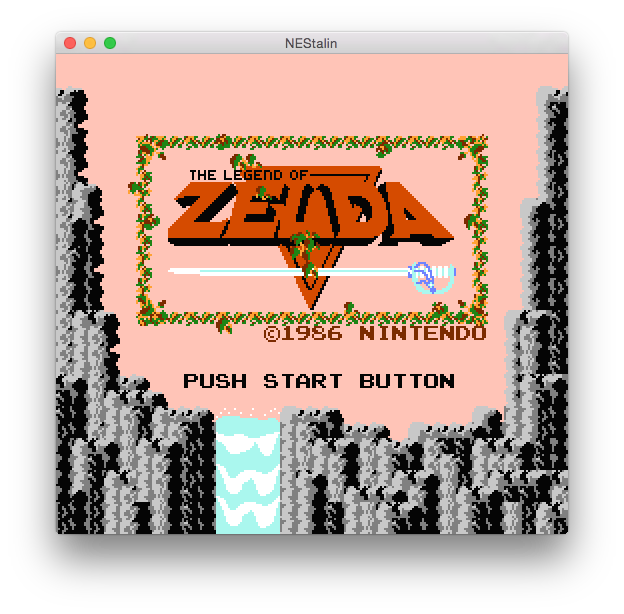 NEStalin
THE LEGEND OF
ZELDA
©1986 NINTENDO
PUSH START BUTTON